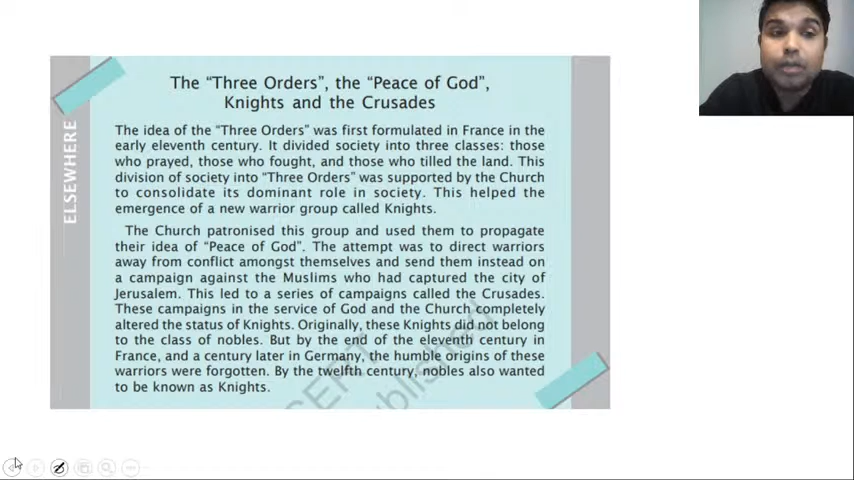 The "Three Orders", the "Peace of God",
Knights and the Crusades
ELSEWHERE
The idea of the "Three Orders" was first formulated in France in the
early eleventh century. It divided society into three classes: those
who prayed, those who fought, and those who tilled the land. This
division of society into "Three Orders" was supported by the Church
to consolidate its dominant role in society. This helped the
emergence of a new warrior group called Knights.
The Church patronised this group and used them to propagate
their idea of "Peace of God". The attempt was to direct warriors
away from conflict amongst themselves and send them instead on
a campaign against the Muslims who had captured the city of
Jerusalem. This led to a series of campaigns called the Crusades.
These campaigns in the service of God and the Church completely
altered the status of Knights. Originally, these Knights did not belong
to the class of nobles. But by the end of the eleventh century in
France, and a century later in Germany, the humble origins of these
warriors were forgotten. By the twelfth century, nobles also wanted
to be known as Knights.